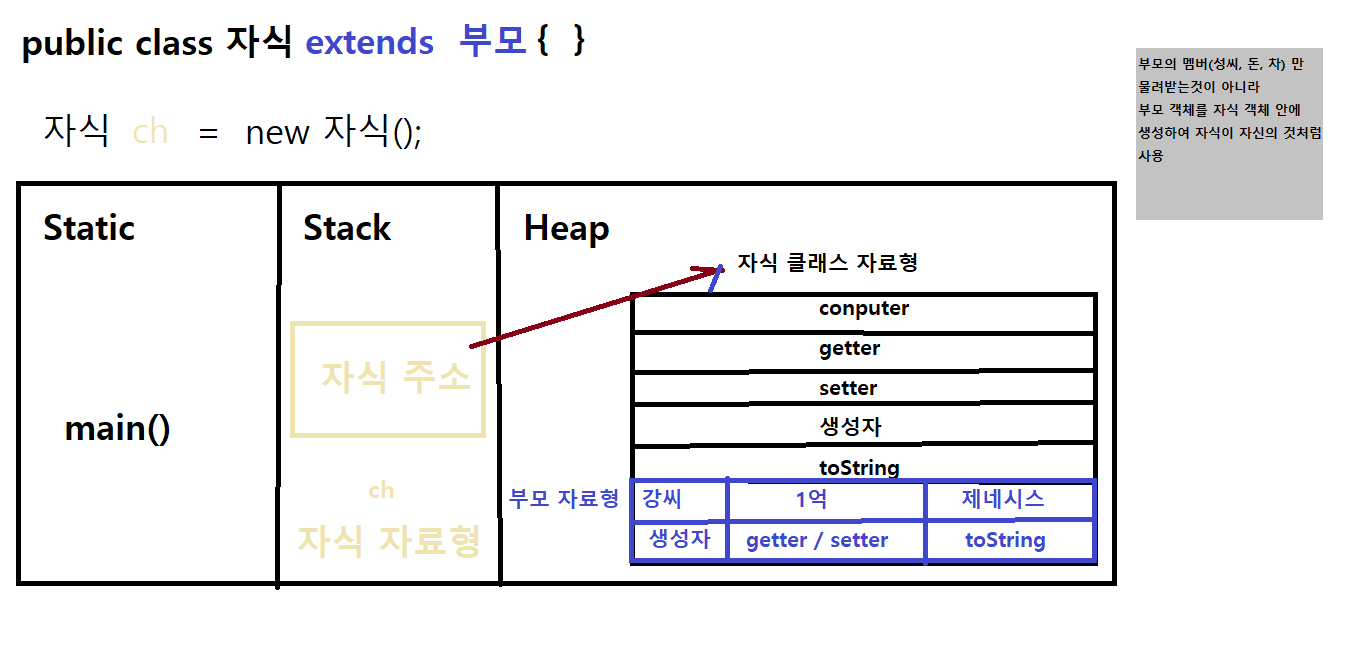 public class 자식 extends 부모 { }
부모의 멤버(성씨, 돈, 차) 만
물려받는것이 아니라
부모 객체를 자식 객체 안에
생성하여 자식이 자신의 것처럼
사용
자식 ch = new 자식();
Static
Stack
Heap
자식 클래스 자료형
conputer
getter
setter
생성자
toString
자식 주소
main()
ch
자식 자료형
부모 자료형
강씨 1억 제네시스
생성자 getter / setter toString